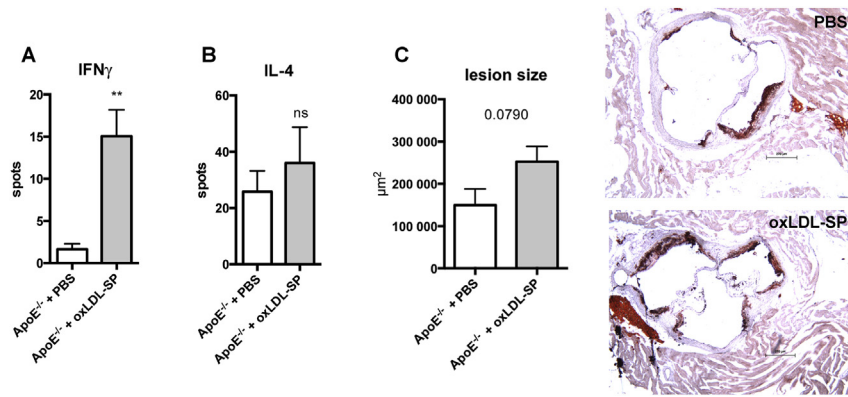 A
IFNγ
20
15
10
5
0
spots
**
ApoE-/- + PBS
ApoE-/- + oxLDL-SP
B
IL-4
60
40
20
0
spots
ns
ApoE-/- + PBS
ApoE-/- + oxLDL-SP
C
lesion size
400 000
300 000
200 000
100 000
0
µm2
0.0790
ApoE-/- + PBS
ApoE-/- + oxLDL-SP
PBS
oxLDL-SP